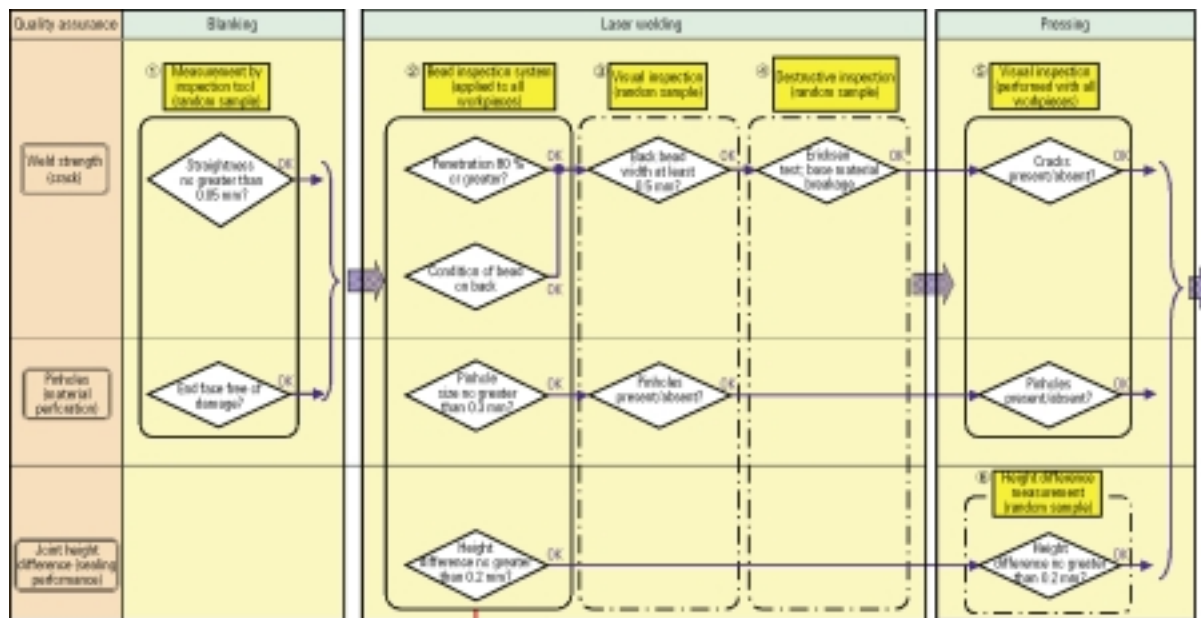 Quality assurance
Blanking
Laser welding
Pressing
① Measurement by
inspection tool
(random sample)
② Bead inspection system
(applied to all
workpieces)
③ Visual inspection
(random sample)
④ Destructive inspection
(random sample)
⑤ Visual inspection
(performed with all
workpieces)
Weld strength
(crack)
Straightness
no greater than
0.05 mm?
OK
Penetration 80 %
or greater?
OK
Back bead
width at least
0.5 mm?
OK
Erichsen
test; base material
breakage
OK
Cracks
present/absent?
OK
Condition of bead
on back
OK
Pinholes
(material
perforation)
End face free of
damage?
OK
Pinhole
size no greater
than 0.3 mm?
OK
Pinholes
present/absent?
OK
Pinholes
present/absent?
OK
⑥ Height difference
measurement
(random sample)
Joint height
difference (sealing
performance)
Height
difference no greater
than 0.2 mm?
OK
Height
difference no greater
than 0.2 mm?
OK